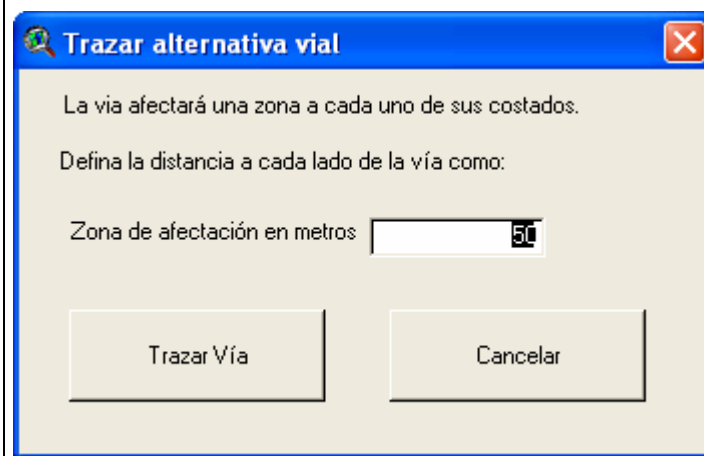 Trazar alternativa vial
La via afectará una zona a cada uno de sus costados.
Defina la distancia a cada lado de la vía como:
Zona de afectación en metros 50
Trazar Vía Cancelar